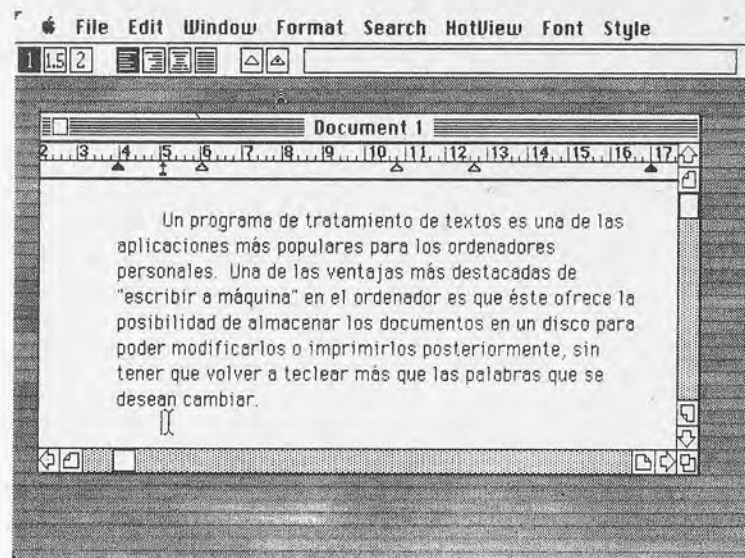 File Edit Window Format Search HotView Font Style
1 1.5 2
Document 1
2 3 4 5 6 7 8 9 10 11 12 13 14 15 16 17
Un programa de tratamiento de textos es una de las
aplicaciones más populares para los ordenadores
personales. Una de las ventajas más destacadas de
"escribir a máquina" en el ordenador es que éste ofrece la
posibilidad de almacenar los documentos en un disco para
poder modificarlos o imprimirlos posteriormente, sin
tener que volver a teclear más que las palabras que se
desean cambiar.